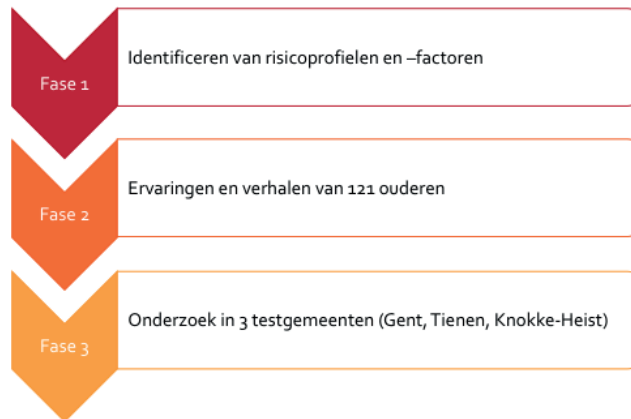 Fase 1
Identificeren van risicoprofielen en –factoren
Fase 2
Ervaringen en verhalen van 121 ouderen
Fase 3
Onderzoek in 3 testgemeenten (Gent, Tienen, Knokke-Heist)